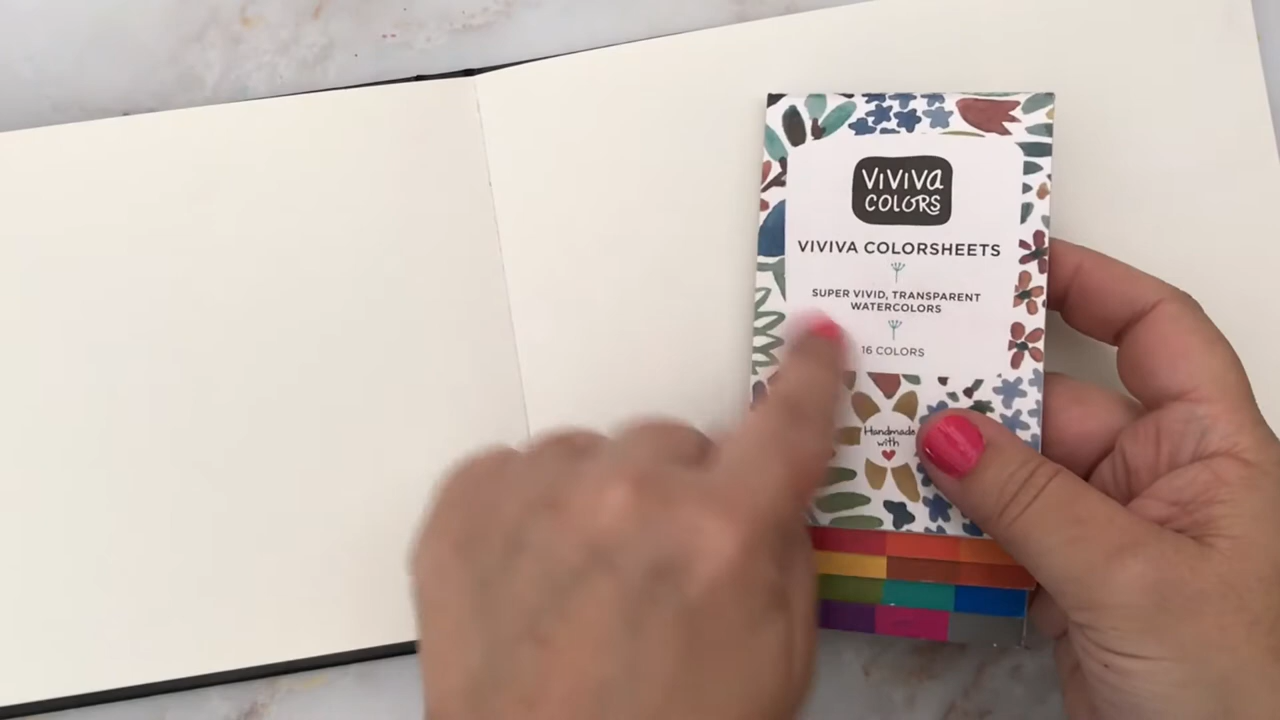 VIVIVA
COLORS
VIVIVA COLORSHEETS
SUPER VIVID, TRANSPARENT
WATERCOLORS
16 COLORS
Handmade
with